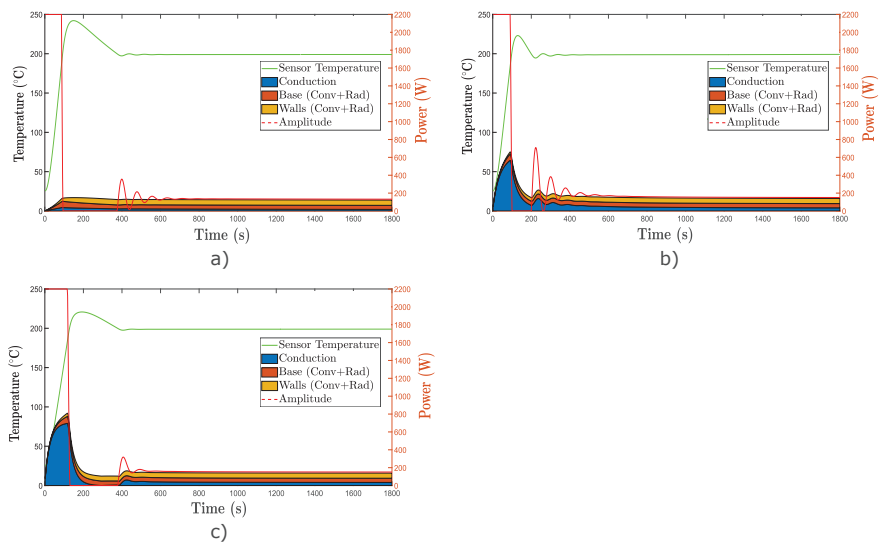 250
200
150
100
50
0
Temperature (°C)
2200
2000
1800
1600
1400
1200
1000
800
600
400
200
0
Power (W)
Sensor Temperature
Conduction
Base (Conv+Rad)
Walls (Conv+Rad)
Amplitude
0 200 400 600 800 1000 1200 1400 1600 1800
Time (s)
a)
250
200
150
100
50
0
Temperature (°C)
2200
2000
1800
1600
1400
1200
1000
800
600
400
200
0
Power (W)
Sensor Temperature
Conduction
Base (Conv+Rad)
Walls (Conv+Rad)
Amplitude
0 200 400 600 800 1000 1200 1400 1600 1800
Time (s)
b)
250
200
150
100
50
0
Temperature (°C)
2200
2000
1800
1600
1400
1200
1000
800
600
400
200
0
Power (W)
Sensor Temperature
Conduction
Base (Conv+Rad)
Walls (Conv+Rad)
Amplitude
0 200 400 600 800 1000 1200 1400 1600 1800
Time (s)
c)